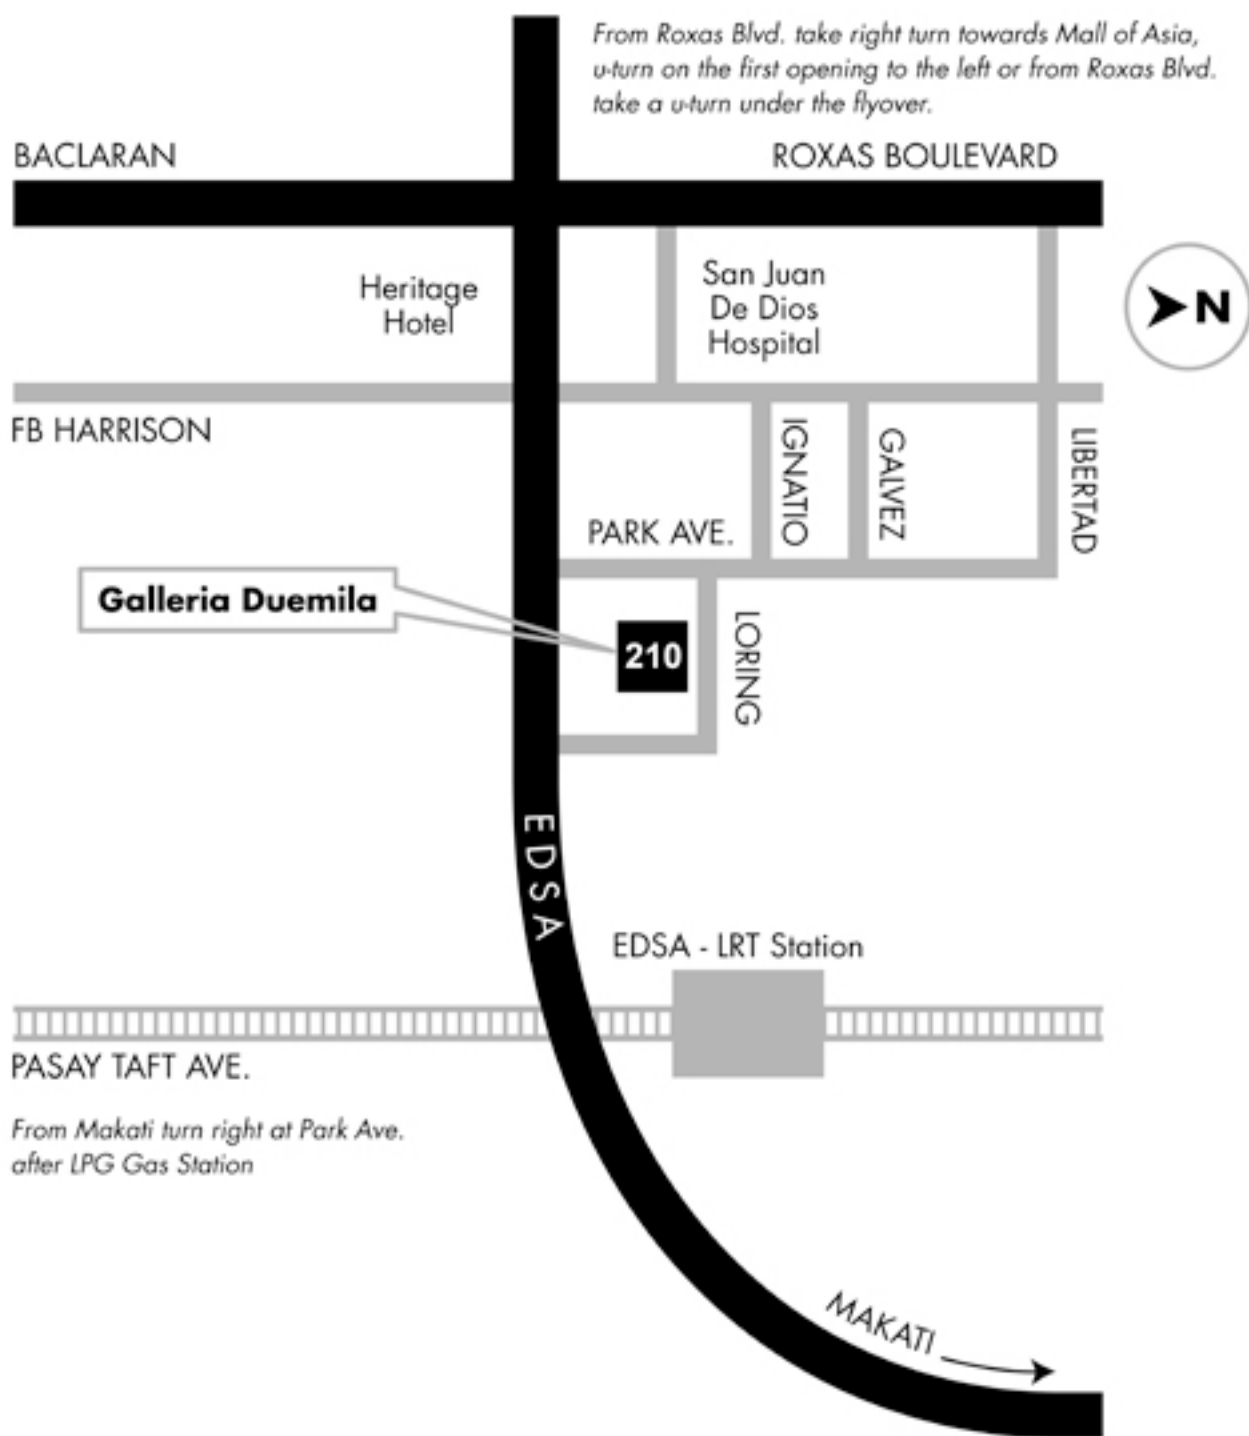 From Roxas Blvd. take right turn towards Mall of Asia,
u-turn on the first opening to the left or from Roxas Blvd.
take a u-turn under the flyover.
BACLARAN
ROXAS BOULEVARD
Heritage
Hotel
San Juan
De Dios
Hospital
N
FB HARRISON
IGNATIO
GALVEZ
LIBERTAD
PARK AVE.
Galleria Duemila
210
LORING
EDSA
EDSA - LRT Station
PASAY TAFT AVE.
From Makati turn right at Park Ave.
after LPG Gas Station
MAKATI